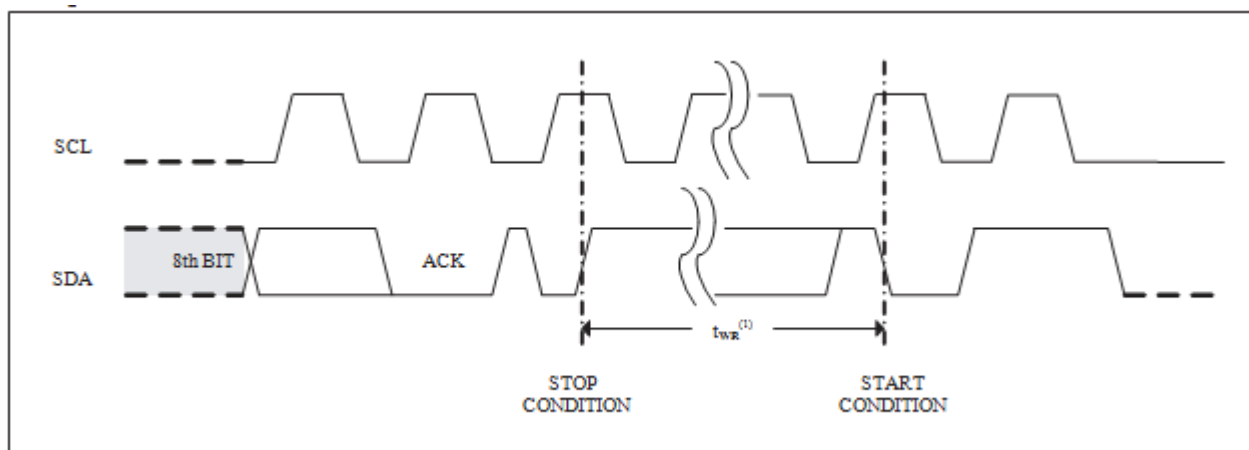 SCL
8th BIT
ACK
SDA
tWR(1)
STOP
CONDITION
START
CONDITION